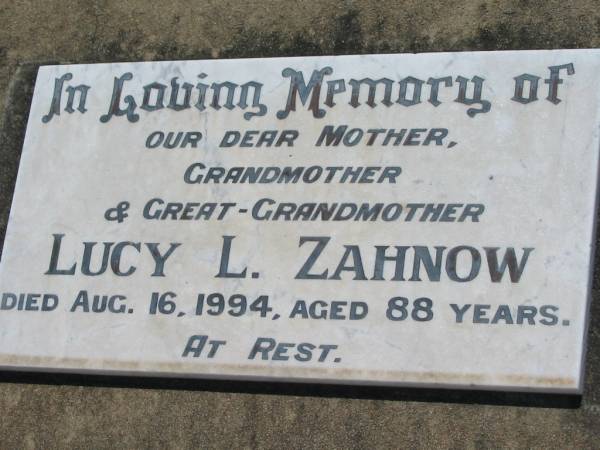 In Loving Memory of
OUR DEAR MOTHER,
GRANDMOTHER
& GREAT-GRANDMOTHER
LUCY L. ZAHNOW
DIED AUG. 16, 1994, AGED 88 YEARS.
AT REST.